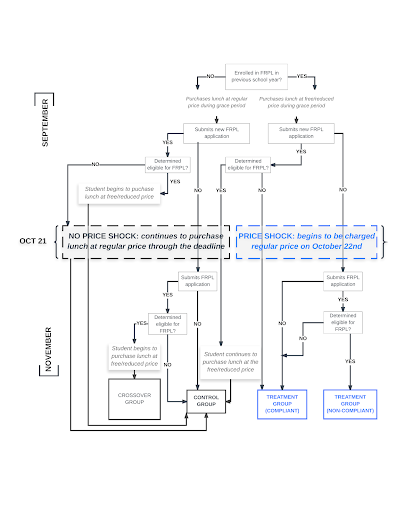 Enrolled in FRPL in
previous school year?
NO
YES
Purchases lunch at regular
price during grace period
Purchases lunch at free/reduced
price during grace period
SEPTEMBER
Submits new FRPL
application
Submits new FRPL
application
YES
YES
Determined
eligible for FRPL?
Determined
eligible for FRPL?
NO
YES
Student begins to puchase
lunch at free/reduced price
NO
YES
NO
NO
OCT 21
NO PRICE SHOCK: continues to purchase
lunch at regular price through the deadline
PRICE SHOCK: begins to be charged
regular price on October 22nd
Submits FRPL
application
Submits FRPL
application
YES
YES
Determined
eligible for
FRPL?
Determined
eligible for
FRPL?
YES
NO
NO
NO
NOVEMBER
Student begins to
purchase lunch at
free/reduced price
NO
Student continues to
purchase lunch at the
free/reduced price
YES
CROSSOVER
GROUP
CONTROL
GROUP
TREATMENT
GROUP
(COMPLIANT)
TREATMENT
GROUP
(NON-COMPLIANT)